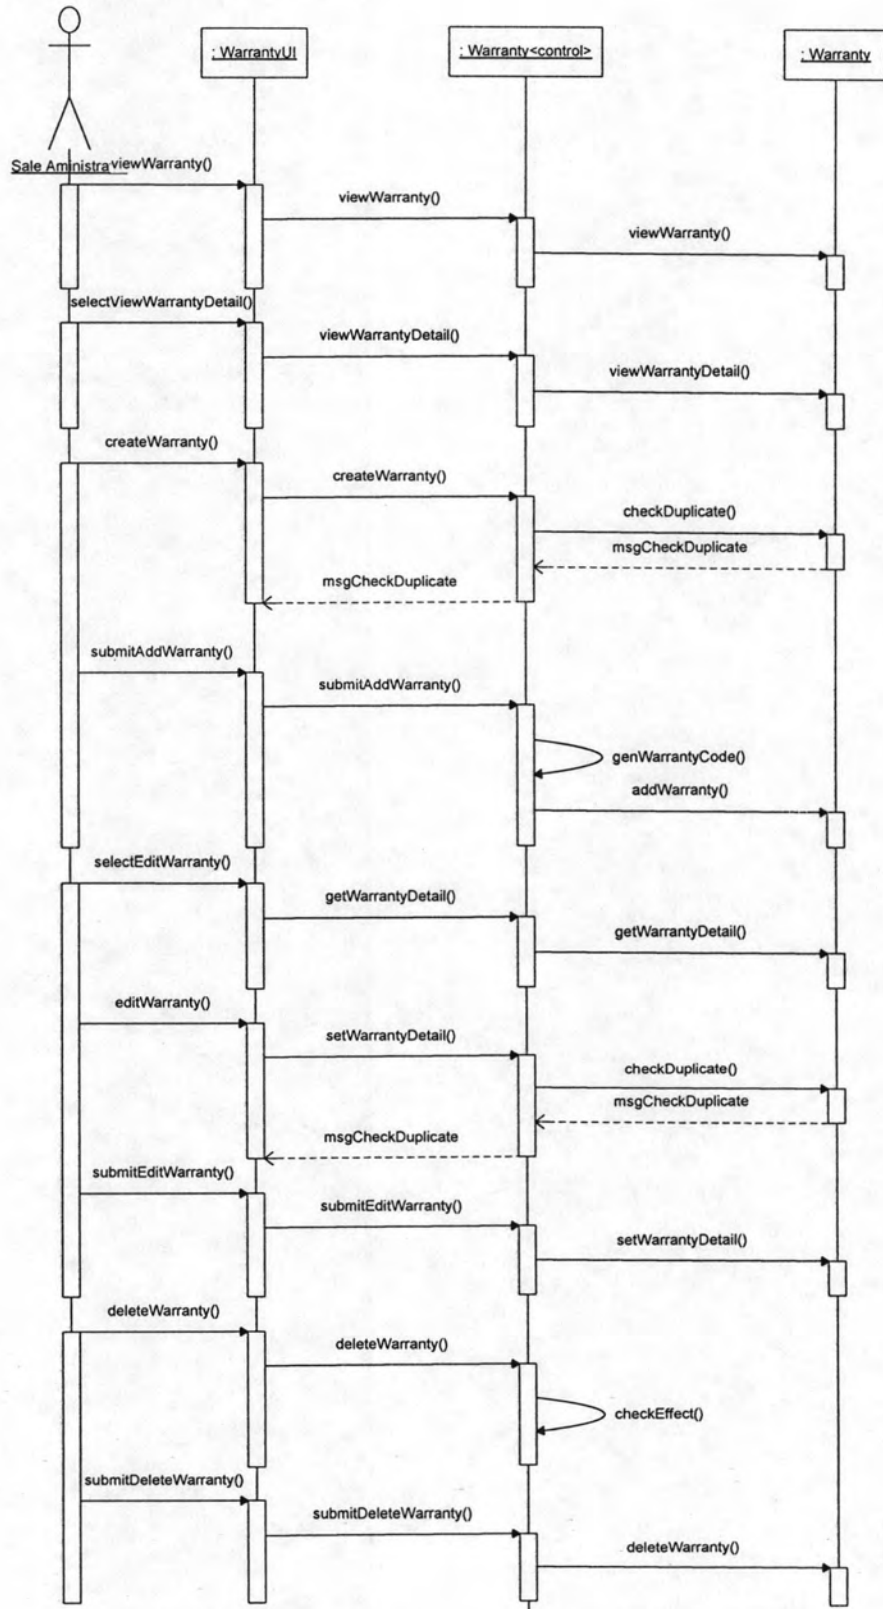 : WarrantyUI
: Warranty<control>
: Warranty
Sale Aministra
viewWarranty()
viewWarranty()
viewWarranty()
selectViewWarrantyDetail()
viewWarrantyDetail()
viewWarrantyDetail()
createWarranty()
createWarranty()
checkDuplicate()
msgCheckDuplicate
msgCheckDuplicate
submitAddWarranty()
submitAddWarranty()
genWarrantyCode()
addWarranty()
selectEditWarranty()
getWarrantyDetail()
getWarrantyDetail()
editWarranty()
setWarrantyDetail()
checkDuplicate()
msgCheckDuplicate
msgCheckDuplicate
submitEditWarranty()
submitEditWarranty()
setWarrantyDetail()
deleteWarranty()
deleteWarranty()
checkEffect()
submitDeleteWarranty()
submitDeleteWarranty()
deleteWarranty()